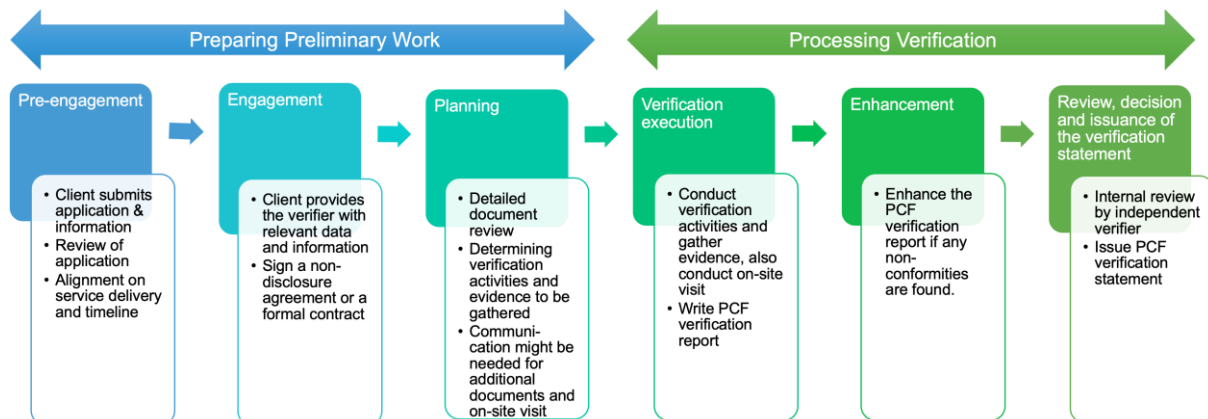 Preparing Preliminary Work
Processing Verification
Pre-engagement
• Client submits
application &
information
• Review of
application
• Alignment on
service delivery
and timeline
Engagement
• Client provides
the verifier with
relevant data
and information
• Sign a non-
disclosure
agreement or a
formal contract
Planning
• Detailed
document
review
• Determining
verification
activities and
evidence to be
gathered
• Communi-
cation might be
needed for
additional
documents and
on-site visit
Verification
execution
• Conduct
verification
activities and
gather
evidence, also
conduct on-site
visit
• Write PCF
verification
report
Enhancement
• Enhance the
PCF
verification
report if any
non-
conformities
are found.
Review, decision
and issuance of
the verification
statement
• Internal review
by independent
verifier
• Issue PCF
verification
statement